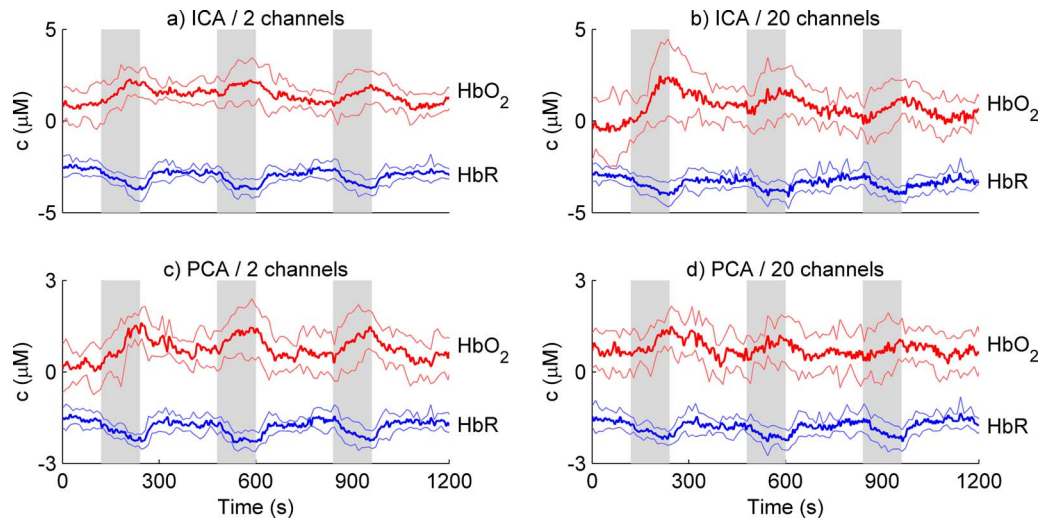 a) ICA / 2 channels
5
0
-5
c (μM)
HbO2
HbR
b) ICA / 20 channels
5
0
-5
c (μM)
HbO2
HbR
c) PCA / 2 channels
3
0
-3
c (μM)
HbO2
HbR
0 300 600 900 1200
Time (s)
d) PCA / 20 channels
3
0
-3
c (μM)
HbO2
HbR
0 300 600 900 1200
Time (s)